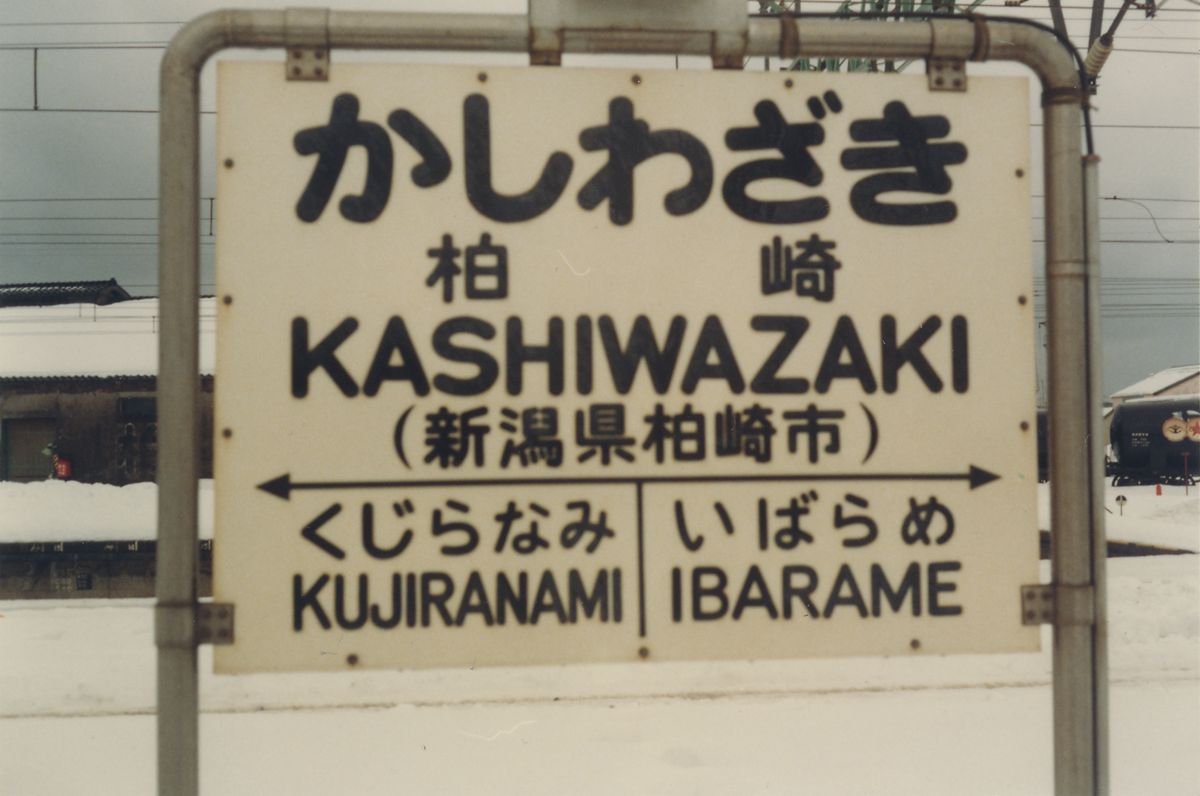 かしわざき
柏崎
KASHIWAZAKI
(新潟県柏崎市)
くじらなみ いばらめ
KUJIRANAMI IBARAME